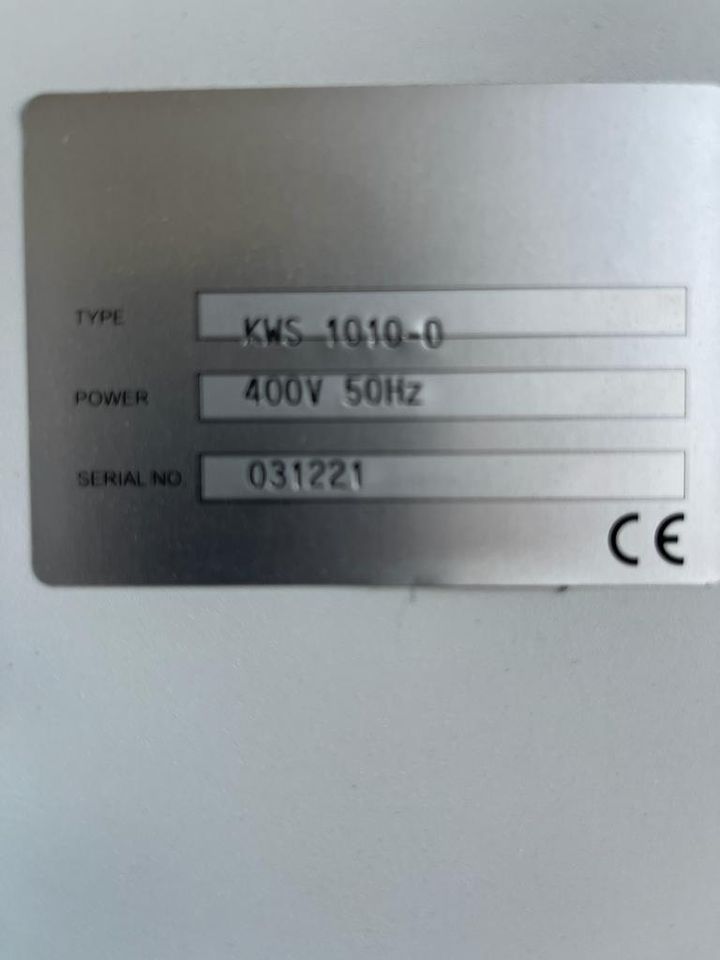 TYPE KWS 1010-0
POWER 400V 50Hz
SERIAL NO. 031221
CE